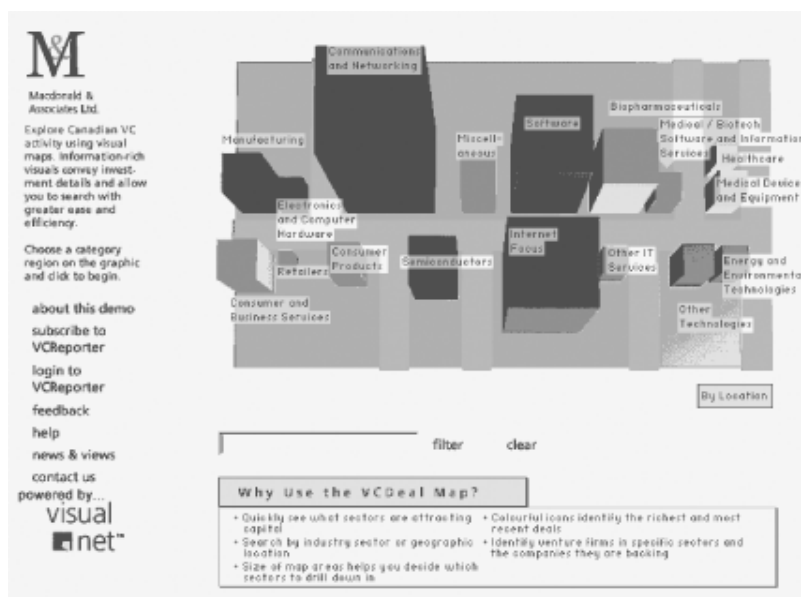 M&
Macdonald &
Associates Ltd.
Explore Canadian VC
activity using visual
maps. Information-rich
visuals convey invest-
ment details and allow
you to search with
greater ease and
efficiency.
Choose a category
region on the graphic
and click to begin.
about this demo
subscribe to
VCReporter
login to
VCReporter
feedback
help
news & views
contact us
powered by...
visual
net™
Communications
and Networking
Manufacturing
Miscell-
aneous
Software
Biopharmaceuticals
Medical / Biotech
Software and Information
Services
Healthcare
Medical Device
and Equipment
Electronics
and Computer
Hardware
Retailers
Consumer
Products
Semiconductors
Internet
Focus
Other IT
Services
Energy and
Environmenta
Technologies
Consumer and
Business Services
Other
Technologies
By Location
filter
clear
Why Use the VCDeal Map?
• Quickly see what sectors are attracting
capital
• Search by industry sector or geographic
location
• Size of map areas helps you decide which
sectors to drill down in
• Colourful icons identify the richest and most
recent deals
• Identify venture firms in specific sectors and
the companies they are backing